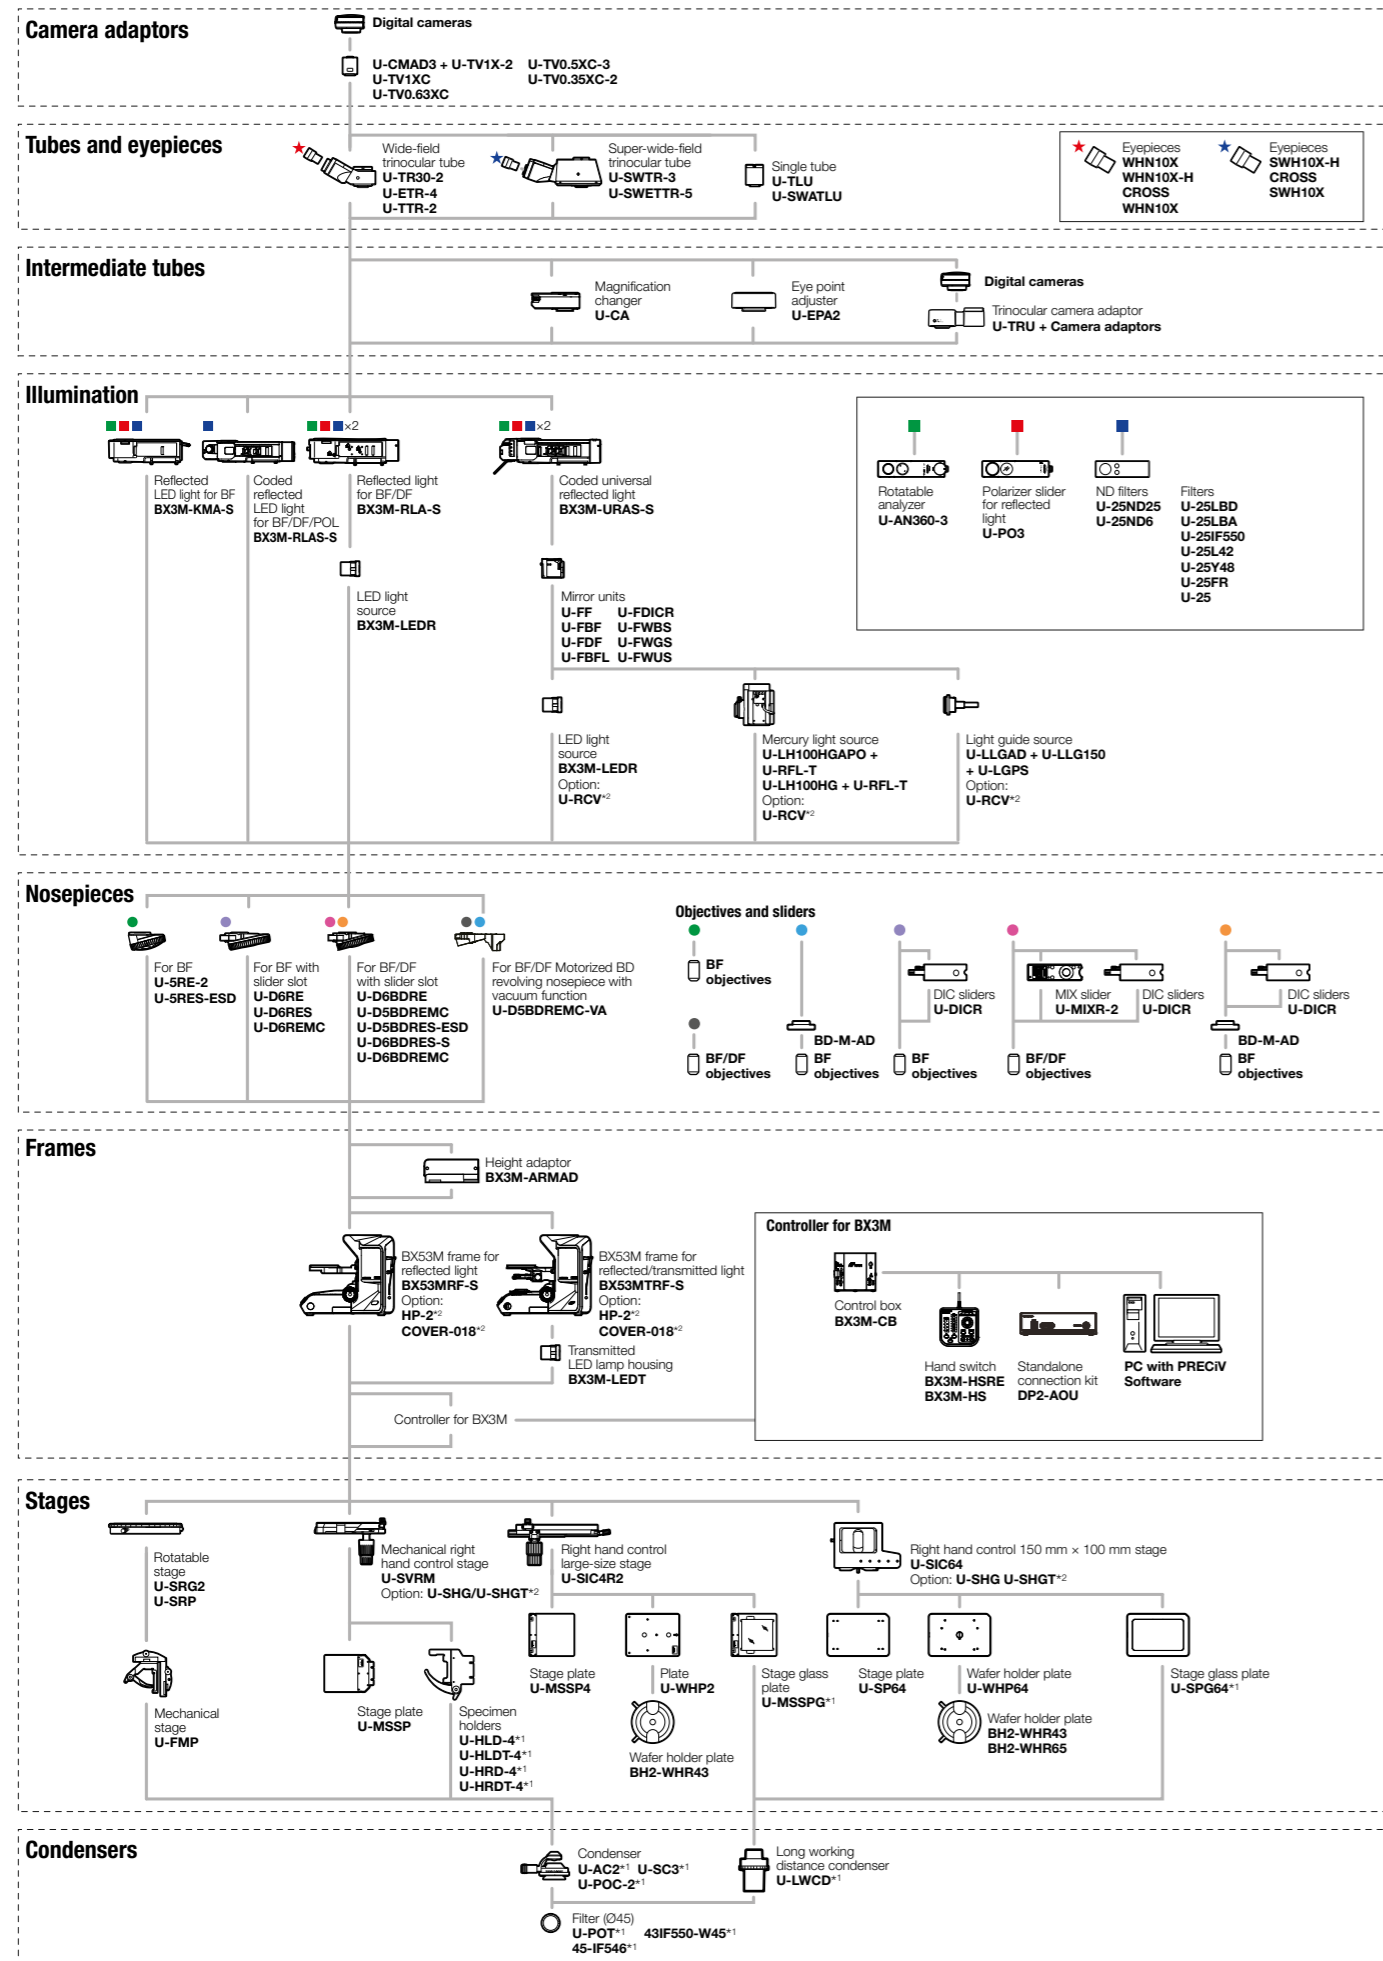 Camera adaptors
Digital cameras
U-CMAD3 + U-TV1X-2 U-TV0.5XC-3
U-TV1XC U-TV0.35XC-2
U-TV0.63XC
Tubes and eyepieces
Wide-field
trinocular tube
U-TR30-2
U-ETR-4
U-TTR-2
Super-wide-field
trinocular tube
U-SWTR-3
U-SWETTR-5
Single tube
U-TLU
U-SWATLU
Eyepieces
WHN10X
WHN10X-H
CROSS
WHN10X
Eyepieces
SWH10X-H
CROSS
SWH10X
Intermediate tubes
Magnification
changer
U-CA
Eye point
adjuster
U-EPA2
Digital cameras
Trinocular camera adaptor
U-TRU + Camera adaptors
Illumination
×2
×2
Reflected
LED light for BF
BX3M-KMA-S
Coded
reflected
LED light
for BF/DF/POL
BX3M-RLAS-S
Reflected light
for BF/DF
BX3M-RLA-S
Coded universal
reflected light
BX3M-URAS-S
Rotatable
analyzer
U-AN360-3
Polarizer slider
for reflected
light
U-PO3
ND filters
U-25ND25
U-25ND6
Filters
U-25LBD
U-25LBA
U-25IF550
U-25L42
U-25Y48
U-25FR
U-25
LED light
source
BX3M-LEDR
Mirror units
U-FF U-FDICR
U-FBF U-FWBS
U-FDF U-FWGS
U-FBFL U-FWUS
LED light
source
BX3M-LEDR
Option:
U-RCV*2
Mercury light source
U-LH100HGAPO +
U-RFL-T
U-LH100HG + U-RFL-T
Option:
U-RCV*2
Light guide source
U-LLGAD + U-LLG150
+ U-LGPS
Option:
U-RCV*2
Nosepieces
For BF
U-5RE-2
U-5RES-ESD
For BF with
slider slot
U-D6RE
U-D6RES
U-D6REMC
For BF/DF
with slider slot
U-D6BDRE
U-D5BDREMC
U-D5BDRES-ESD
U-D6BDRES-S
U-D6BDREMC
For BF/DF Motorized BD
revolving nosepiece with
vacuum function
U-D5BDREMC-VA
Objectives and sliders
BF
objectives
BF/DF
objectives
BD-M-AD
BF
objectives
DIC sliders
U-DICR
BF
objectives
MIX slider
U-MIXR-2
DIC sliders
U-DICR
BF/DF
objectives
DIC sliders
U-DICR
BD-M-AD
BF
objectives
Frames
Height adaptor
BX3M-ARMAD
BX53M frame for
reflected light
BX53MRF-S
Option:
HP-2*2
COVER-018*2
BX53M frame for
reflected/transmitted light
BX53MTRF-S
Option:
HP-2*2
COVER-018*2
Transmitted
LED lamp housing
BX3M-LEDT
Controller for BX3M
Controller for BX3M
Control box
BX3M-CB
Hand switch
BX3M-HSRE
BX3M-HS
Standalone
connection kit
DP2-AOU
PC with PRECiV
Software
Stages
Rotatable
stage
U-SRG2
U-SRP
Mechanical right
hand control stage
U-SVRM
Option: U-SHG/U-SHGT*2
Right hand control
large-size stage
U-SIC4R2
Right hand control 150 mm × 100 mm stage
U-SIC64
Option: U-SHG U-SHGT*2
Mechanical
stage
U-FMP
Stage plate
U-MSSP
Specimen
holders
U-HLD-4*1
U-HLDT-4*1
U-HRD-4*1
U-HRDT-4*1
Stage plate
U-MSSP4
Plate
U-WHP2
Wafer holder plate
BH2-WHR43
Stage glass
plate
U-MSSPG*1
Stage plate
U-SP64
Wafer holder plate
U-WHP64
Wafer holder plate
BH2-WHR43
BH2-WHR65
Stage glass plate
U-SPG64*1
Condensers
Condenser
U-AC2*1 U-SC3*1
U-POC-2*1
Long working
distance condenser
U-LWCD*1
Filter (Ø45)
U-POT*1 43IF550-W45*1
45-IF546*1